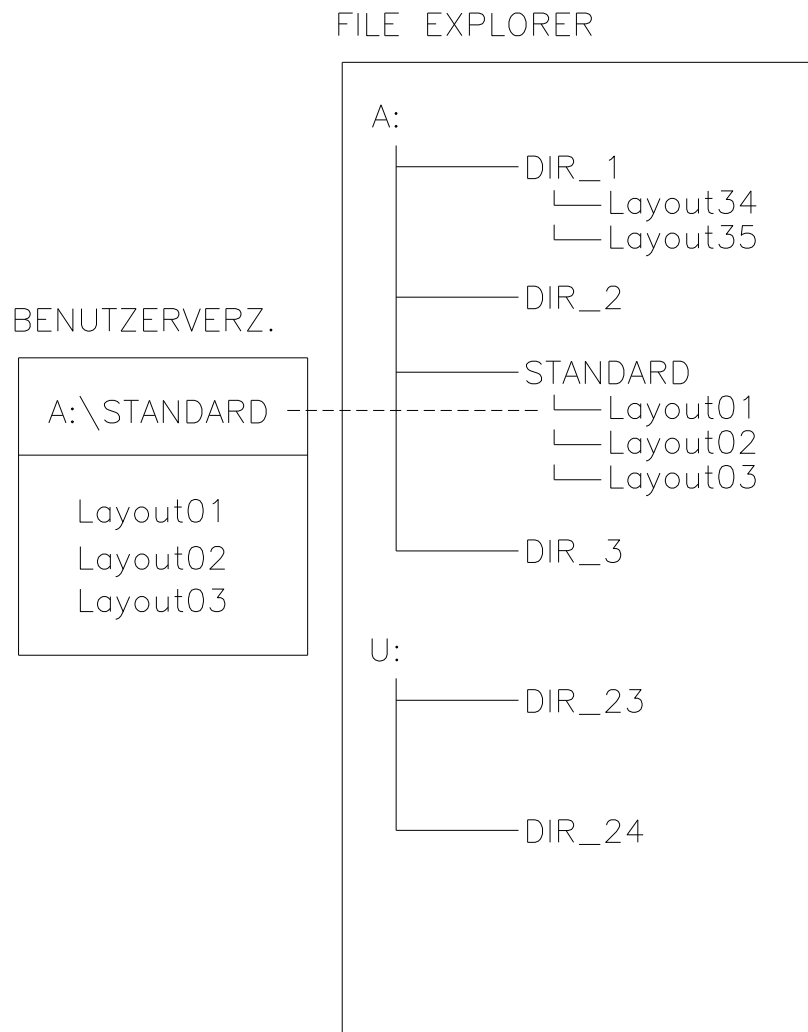 FILE EXPLORER
A:
DIR_1
Layout34
Layout35
DIR_2
STANDARD
Layout01
Layout02
Layout03
DIR_3
U:
DIR_23
DIR_24
BENUTZERVERZ.
A:\STANDARD
Layout01
Layout02
Layout03